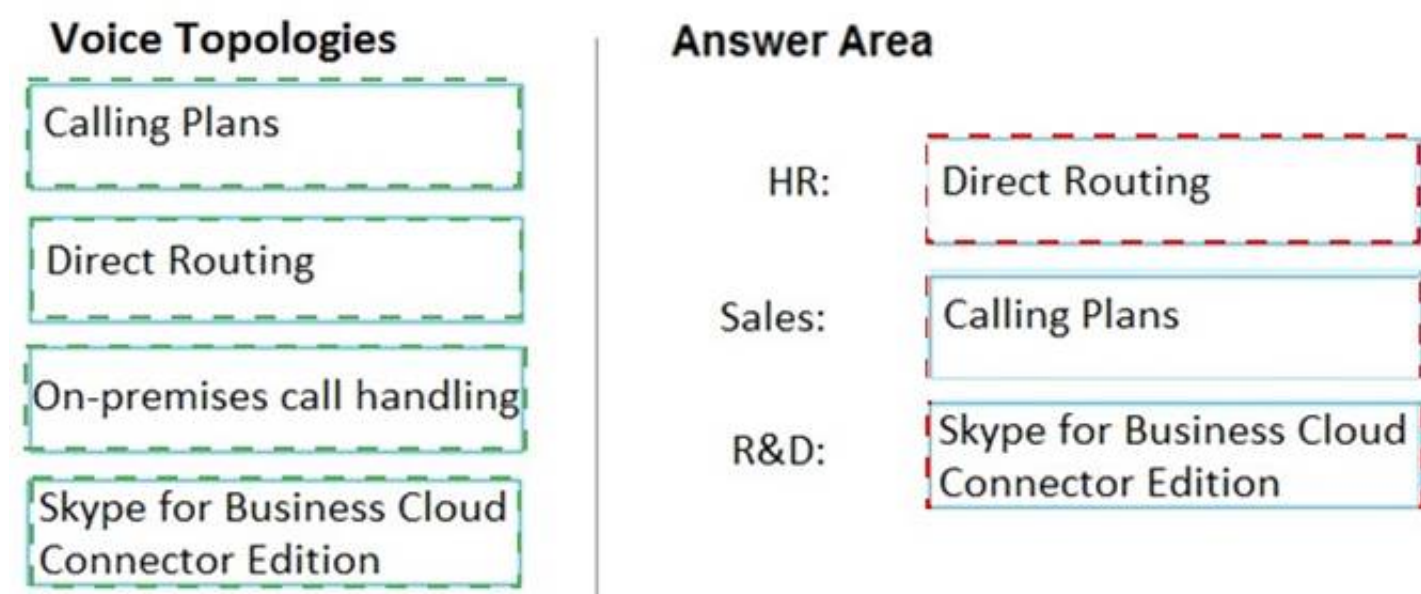 Voice Topologies
Calling Plans
Direct Routing
On-premises call handling
Skype for Business Cloud
Connector Edition
Answer Area
HR:
Direct Routing
Sales:
Calling Plans
R&D:
Skype for Business Cloud
Connector Edition